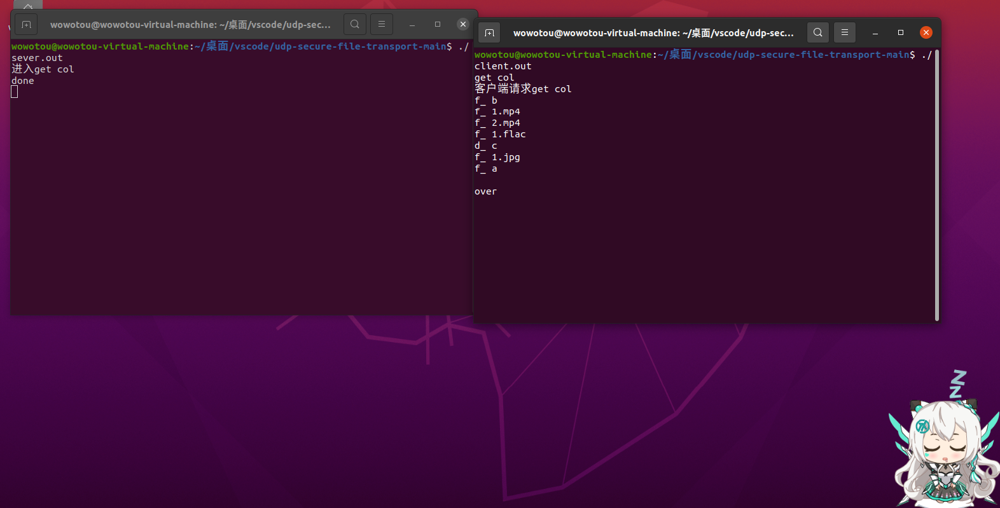 wowotou@wowotou-virtual-machine: ~/桌面/vscode/udp-sec...
wowotou@wowotou-virtual-machine:~/桌面/vscode/udp-secure-file-transport-main$ ./
sever.out
进入get col
done
wowotou@wowotou-virtual-machine: ~/桌面/vscode/udp-sec...
wowotou@wowotou-virtual-machine:~/桌面/vscode/udp-secure-file-transport-main$ ./
client.out
get col
客户端请求get col
f_ b
f_ 1.mp4
f_ 2.mp4
f_ 1.flac
d_ c
f_ 1.jpg
f_ a
over
Z
Z